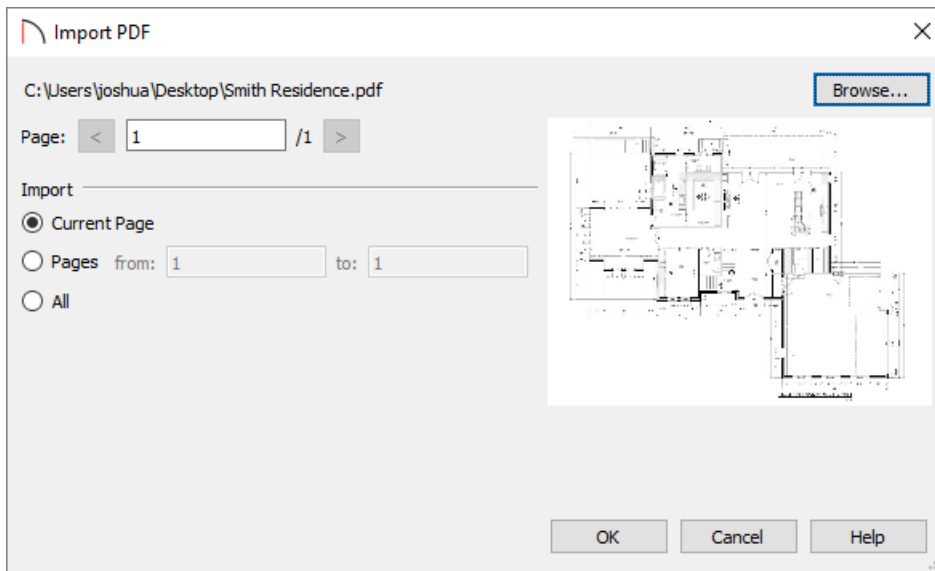 Import PDF
C:\Users\joshua\Desktop\Smith Residence.pdf
Browse...
Page: < 1 /1 >
Import
Current Page
Pages from: 1 to: 1
All
OK Cancel Help